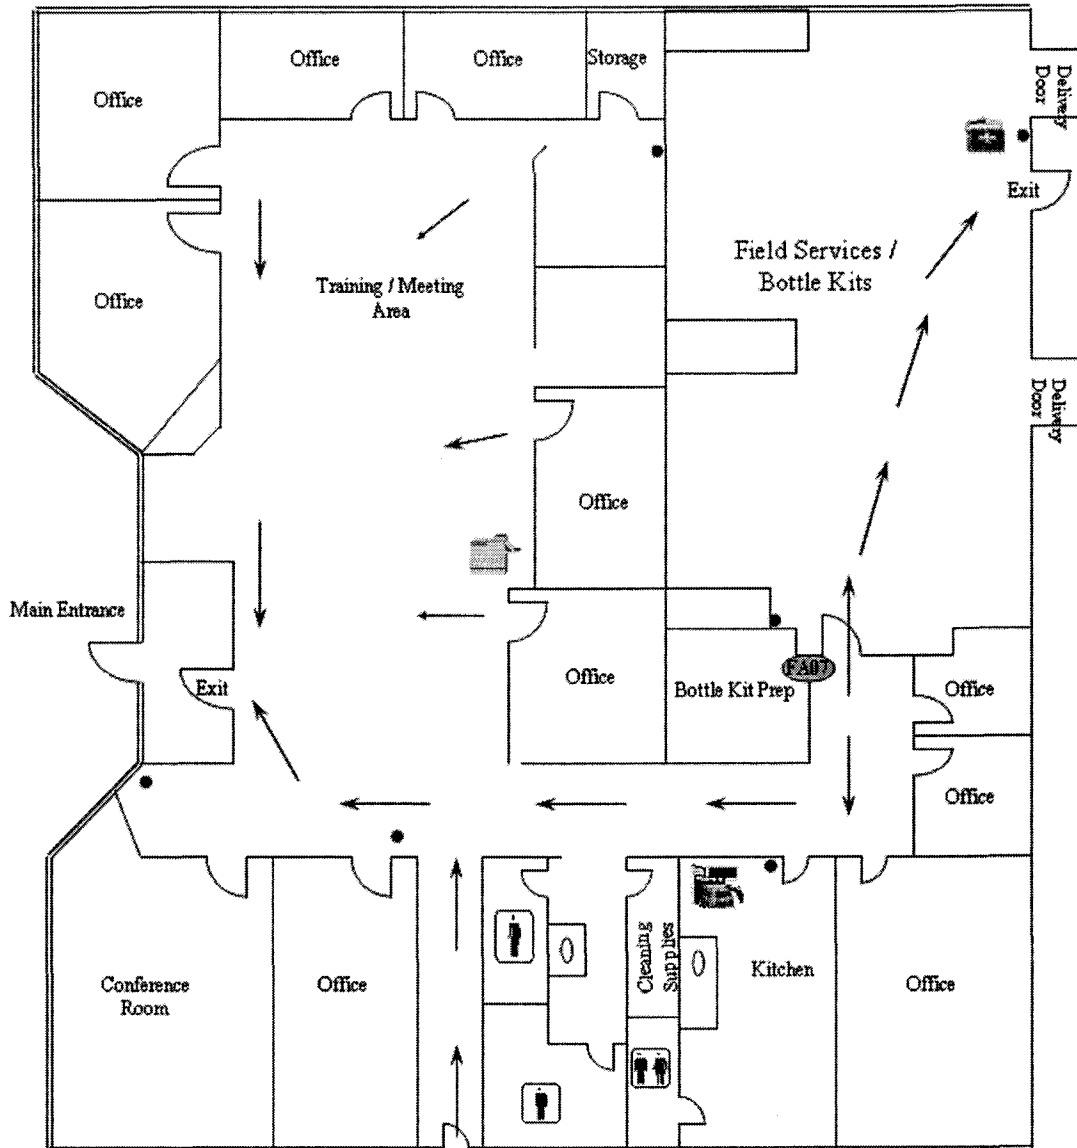 Office
Office
Storage
Office
Delivery
Door
Exit
Field Services /
Bottle Kits
Training / Meeting
Area
Office
Delivery
Door
Office
Main Entrance
Office
Exit
Bottle Kit Prep
FA07
Office
Office
Cleaning
Supplies
Kitchen
Conference
Room
Office
Office